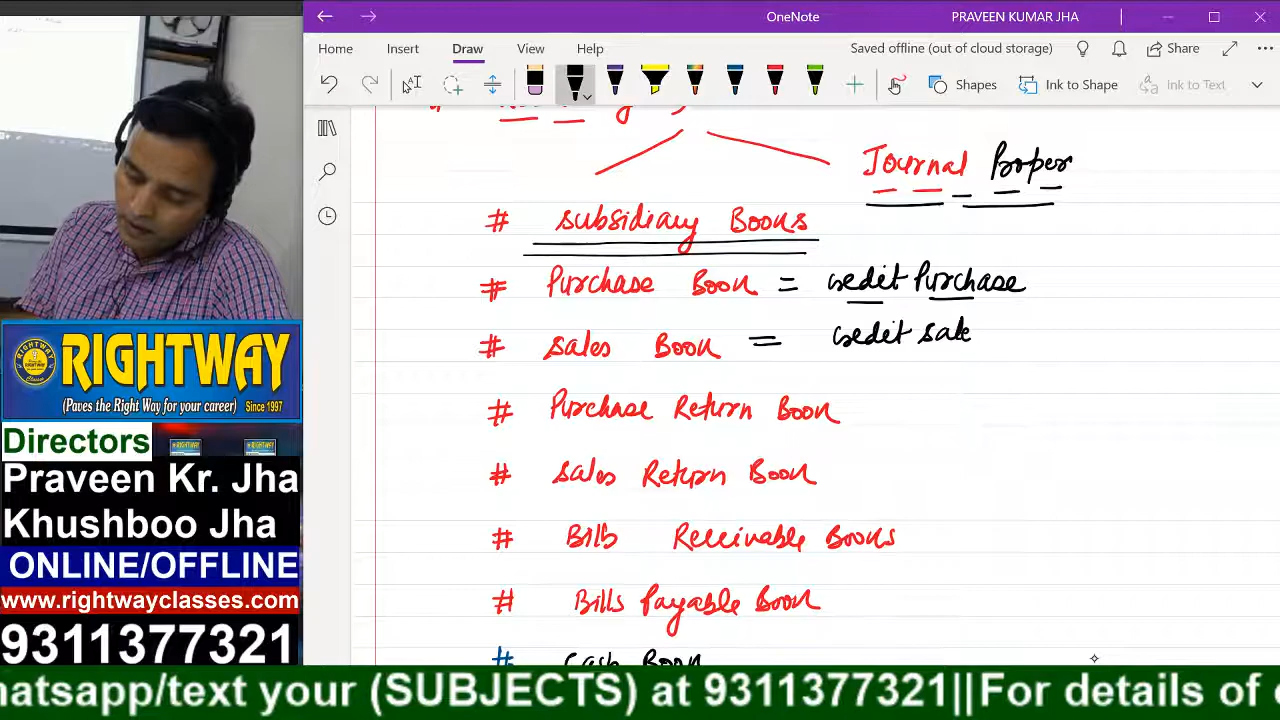 OneNote
PRAVEEN KUMAR JHA
Home Insert Draw View Help
Saved offline (out of cloud storage)
Share
Shapes
Ink to Shape
Ink to Text
Journal Proper
# Subsidiary Books
# Purchase Book = credit Purchase
# Sales Book = credit sale
# Purchase Return Book
# Sales Return Book
# Bills Receivable Books
# Bills Payable Book
# Cash Book
RIGHTWAY
Classes
(Paves the Right Way for your career) Since 1997
Directors
Praveen Kr. Jha
Khushboo Jha
ONLINE/OFFLINE
www.rightwayclasses.com
9311377321
hatsapp/text your (SUBJECTS) at 9311377321||For details of